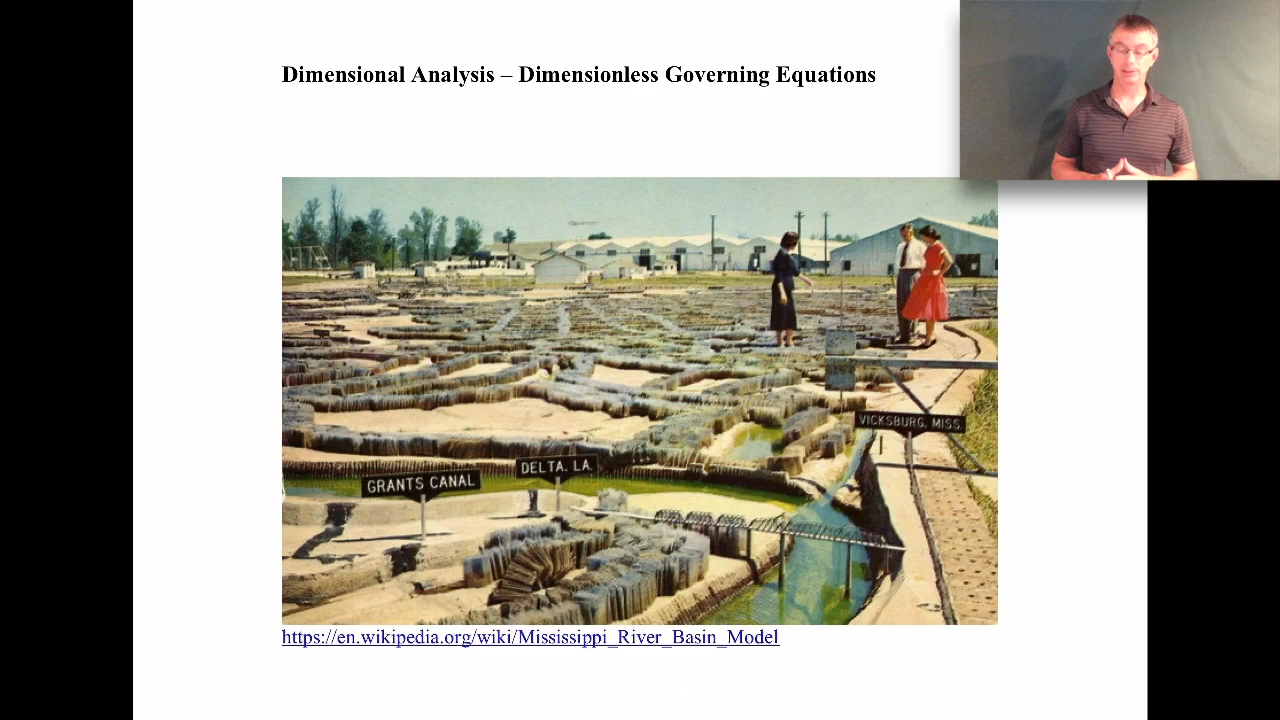 Dimensional Analysis – Dimensionless Governing Equations
VICKSBURG, MISS.
DELTA, LA.
GRANTS CANAL
https://en.wikipedia.org/wiki/Mississippi_River_Basin_Model